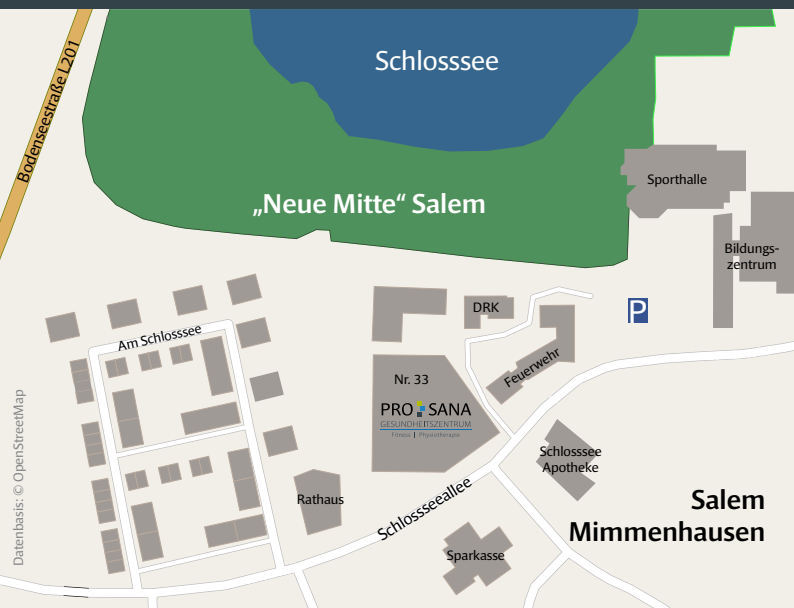 Schlosssee
Bodenseestraße L201
„Neue Mitte“ Salem
Sporthalle
Bildungs-
zentrum
P
DRK
Am Schlosssee
Feuerwehr
Nr. 33
PRO SANA
GESUNDHEITSZENTRUM
Fitness | Physiotherapie
Schlosssee
Apotheke
Rathaus
Schlossseeallee
Salem
Mimmenhausen
Sparkasse
Datenbasis: © OpenStreetMap